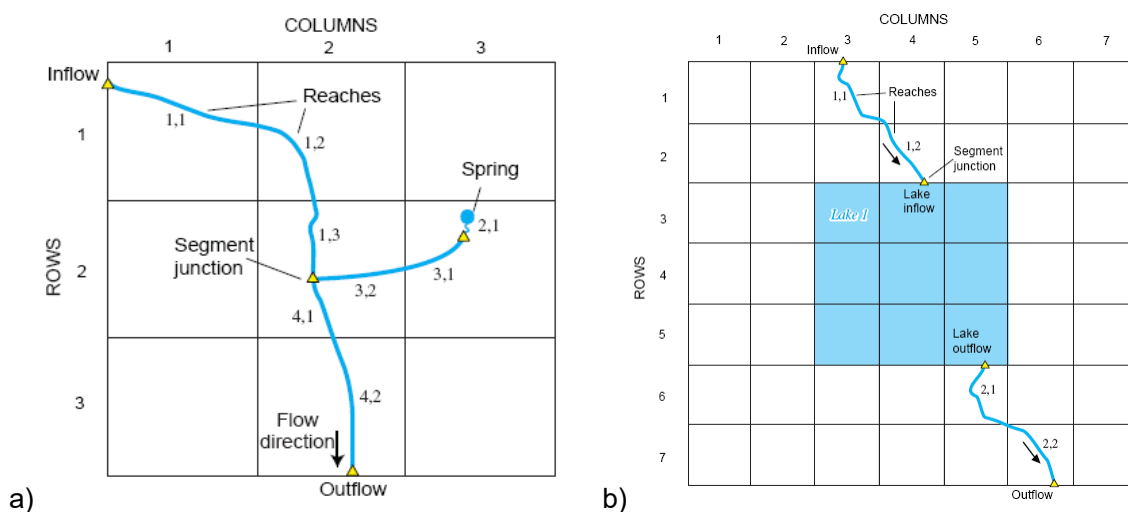 COLUMNS
1 2 3
Inflow
Reaches
1
1,1
1,2
Spring
2,1
1,3
Segment
junction
ROWS
2
3,1
3,2
4,1
3
4,2
Flow
direction
Outflow
a)
COLUMNS
1 2 3 4 5 6 7
Inflow
1
1,1
Reaches
2
1,2
Segment
junction
Lake
inflow
3
Lake 1
ROWS
4
5
Lake
outflow
6
2,1
2,2
7
Outflow
b)